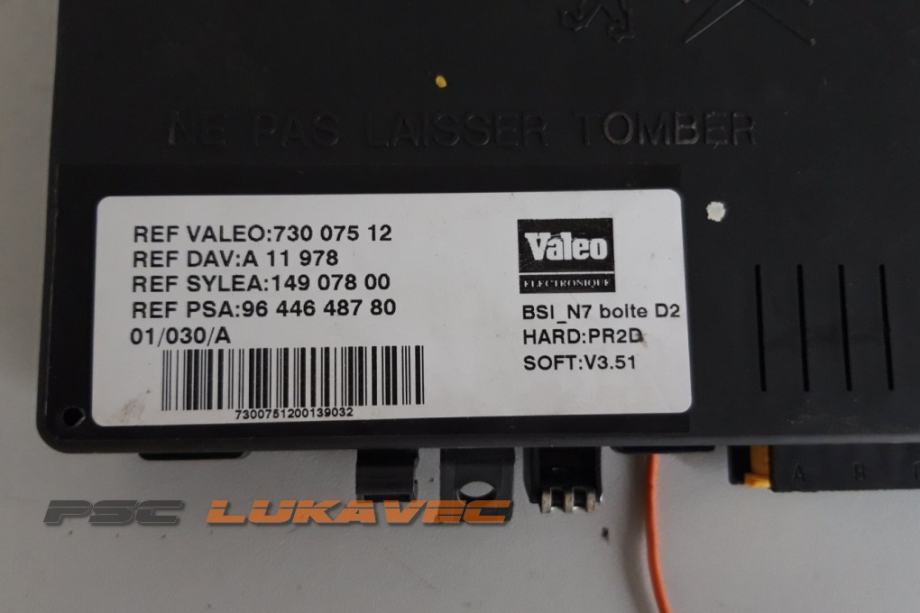 NE PAS LAISSER TOMBER
REF VALEO:730 075 12
REF DAV:A 11 978
REF SYLEA:149 078 00
REF PSA:96 446 487 80
01/030/A
7300751200139032
Valeo
ELECTRONIQUE
BSI_N7 boite D2
HARD:PR2D
SOFT:V3.51
A B
PSC LUKAVEC